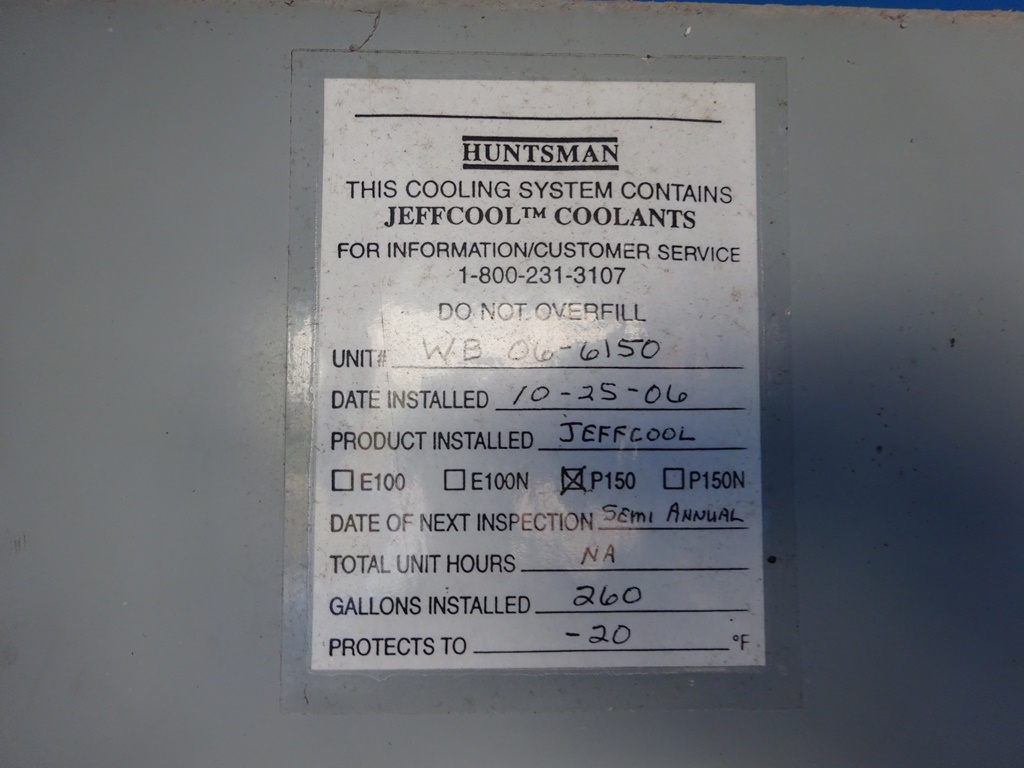 HUNTSMAN
THIS COOLING SYSTEM CONTAINS
JEFFCOOL™ COOLANTS
FOR INFORMATION/CUSTOMER SERVICE
1-800-231-3107
DO NOT OVERFILL
UNIT# WB 06-6150
DATE INSTALLED 10-25-06
PRODUCT INSTALLED JEFFCOOL
☐ E100 ☐ E100N ☒ P150 ☐ P150N
DATE OF NEXT INSPECTION SEMI ANNUAL
TOTAL UNIT HOURS NA
GALLONS INSTALLED 260
PROTECTS TO -20 °F